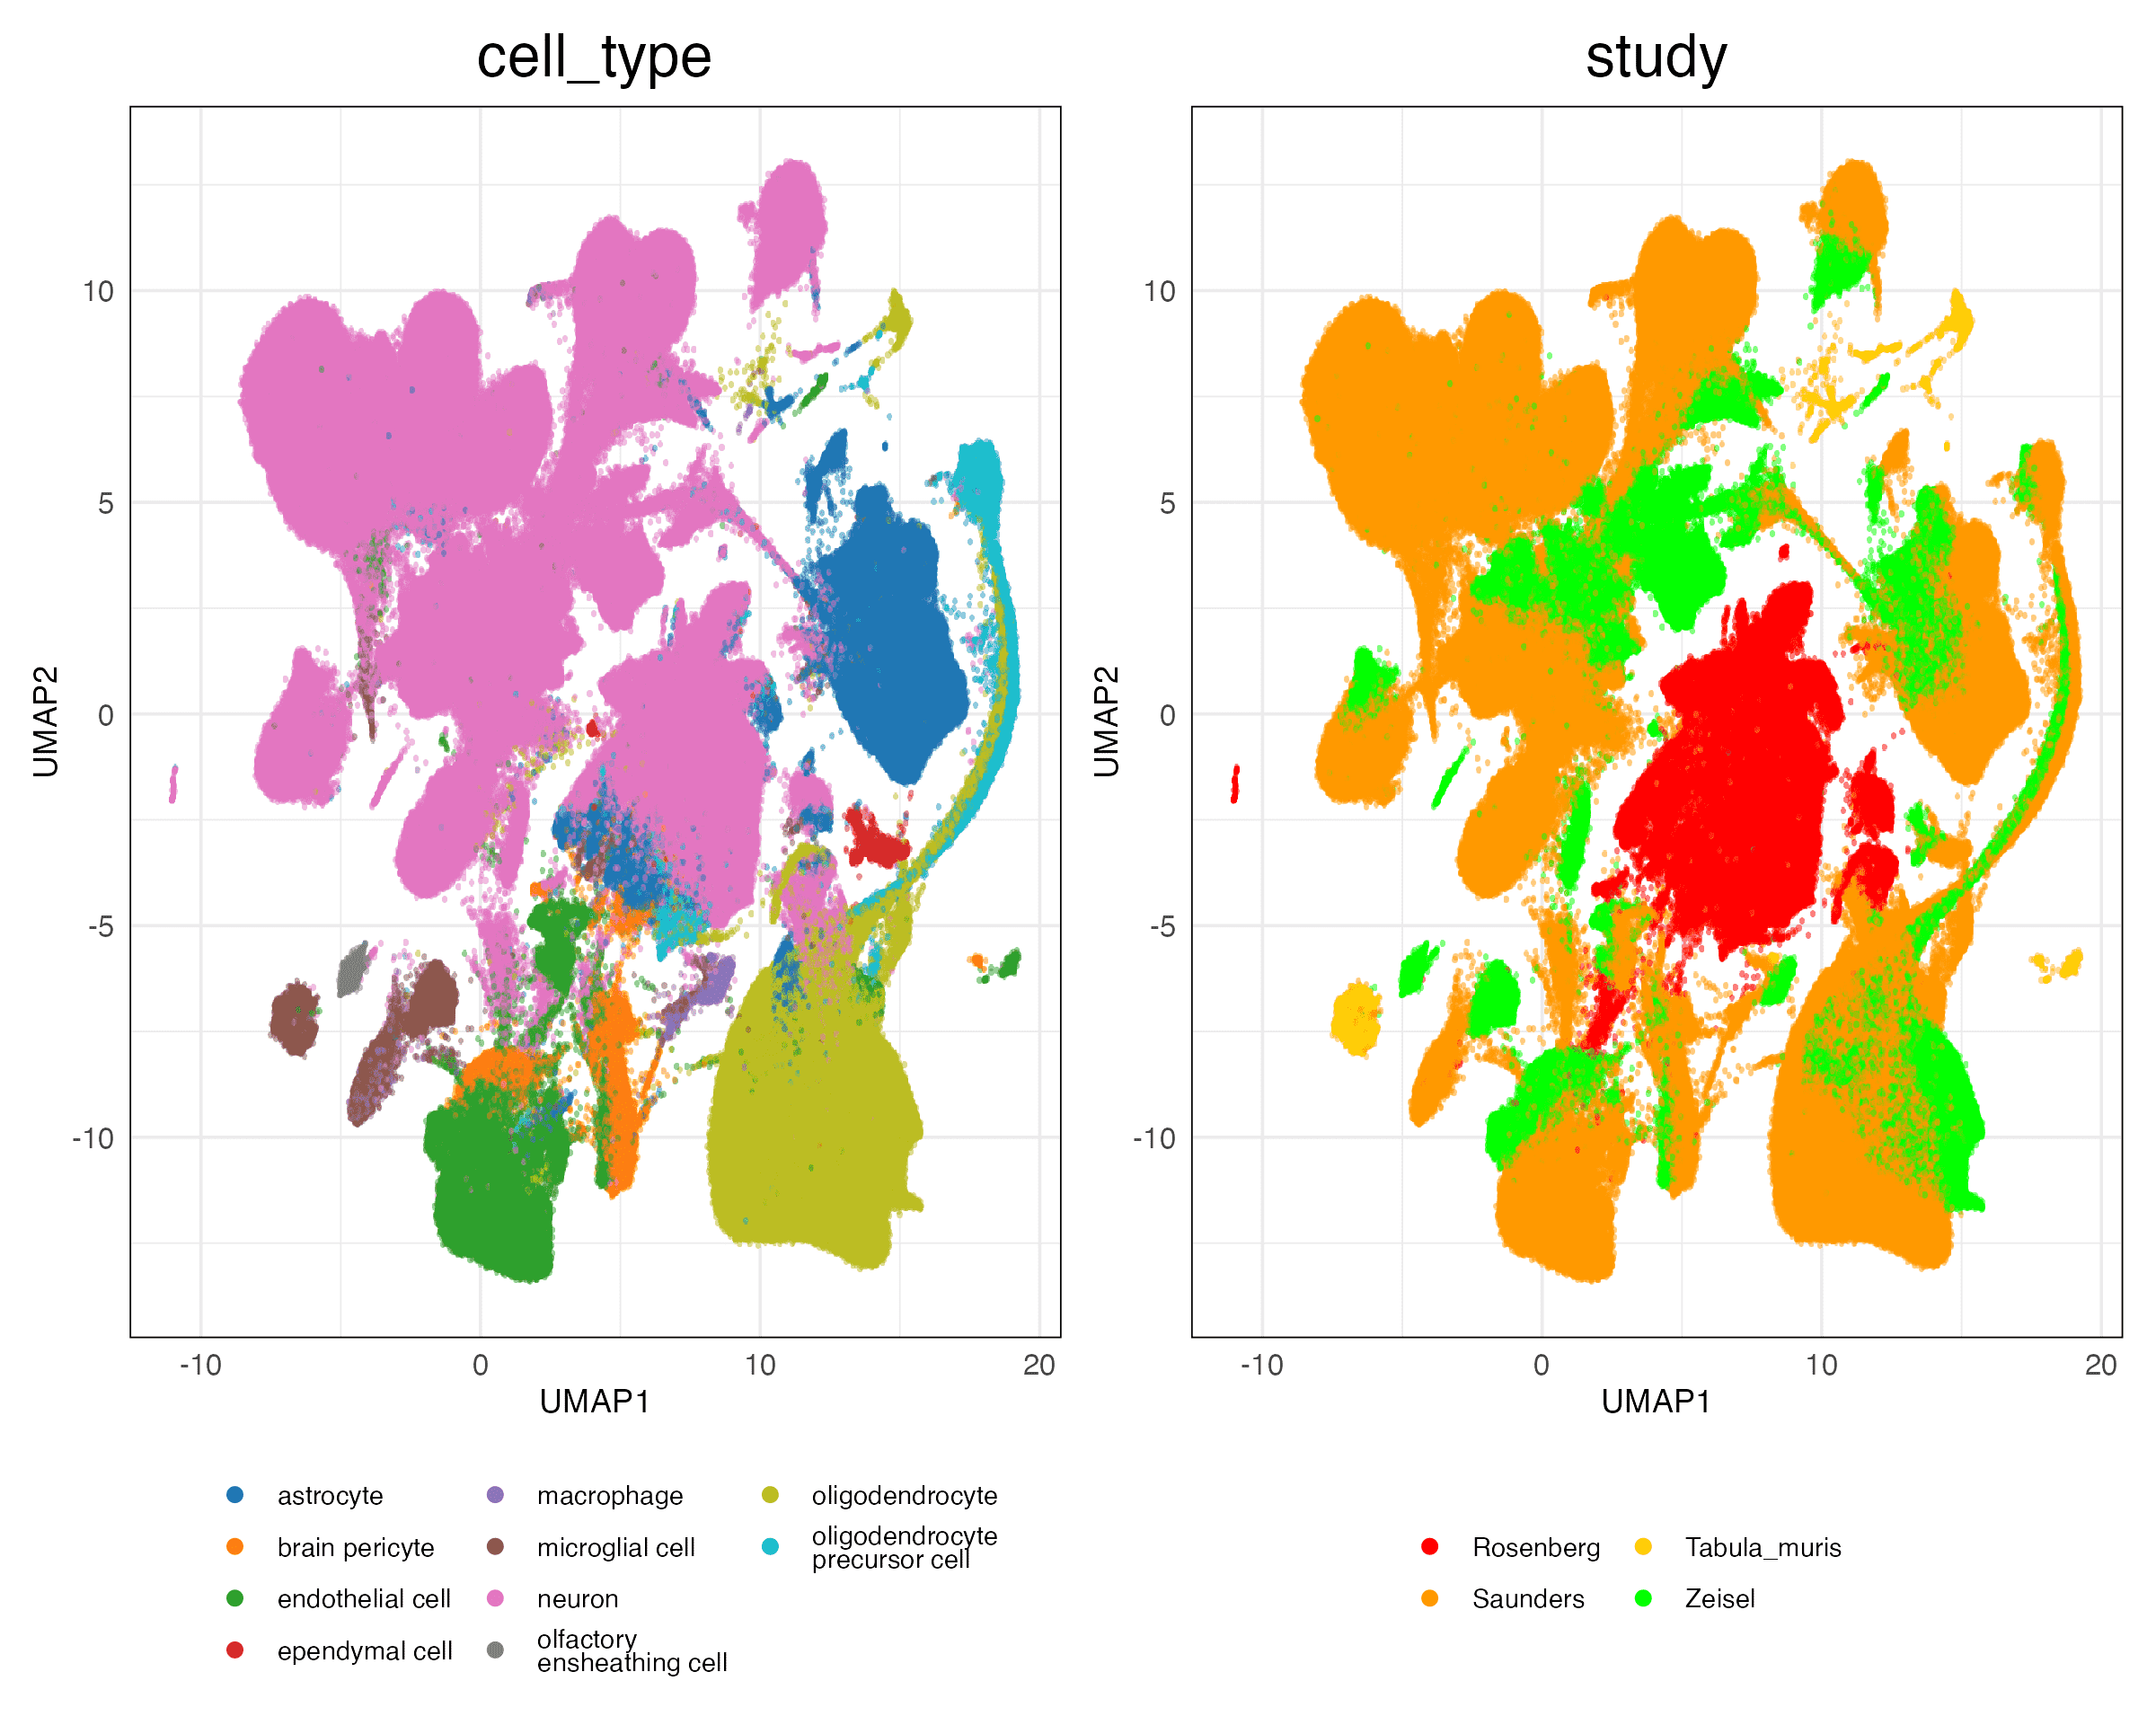 cell_type
study
10
5
0
-5
-10
UMAP2
-10
0
10
20
UMAP1
10
5
0
-5
-10
UMAP2
-10
0
10
20
UMAP1
astrocyte
brain pericyte
endothelial cell
ependymal cell
macrophage
microglial cell
neuron
olfactory
ensheathing cell
oligodendrocyte
oligodendrocyte
precursor cell
Rosenberg
Saunders
Tabula_muris
Zeisel